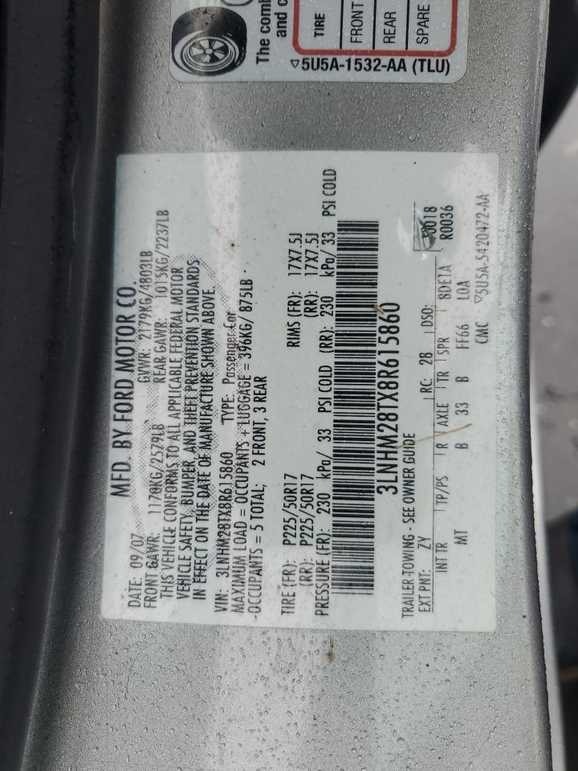 The combi
and c
TIRE
FRONT
REAR
SPARE
▽5U5A-1532-AA (TLU)
MFD. BY FORD MOTOR CO.
DATE: 09/07 GVWR: 2179KG/4803LB
FRONT GAWR: 1170KG/2579LB REAR GAWR: 1015KG/2237LB
THIS VEHICLE CONFORMS TO ALL APPLICABLE FEDERAL MOTOR
VEHICLE SAFETY, BUMPER, AND THEFT PREVENTION STANDARDS
IN EFFECT ON THE DATE OF MANUFACTURE SHOWN ABOVE.
VIN: 3LNHM28TX8R615860 TYPE: Passenger Car
MAXIMUM LOAD = OCCUPANTS + LUGGAGE = 396KG/ 875LB
-OCCUPANTS = 5 TOTAL; 2 FRONT, 3 REAR
TIRE (FR): P225/50R17 RIMS (FR): 17X7.5J
(RR): P225/50R17 (RR): 17X7.5J
PRESSURE (FR): 230 kPa/ 33 PSI COLD (RR): 230 kPa/ 33 PSI COLD
3LNHM28TX8R615860
TRAILER TOWING - SEE OWNER GUIDE
0018
R0036
EXT PNT: ZY RC: 28 DSO:
INT TR TP/PS R AXLE TR SPR 8DE1A
MT B 33 B FF66 LOA
CMC ▽5U5A-5420472-AA